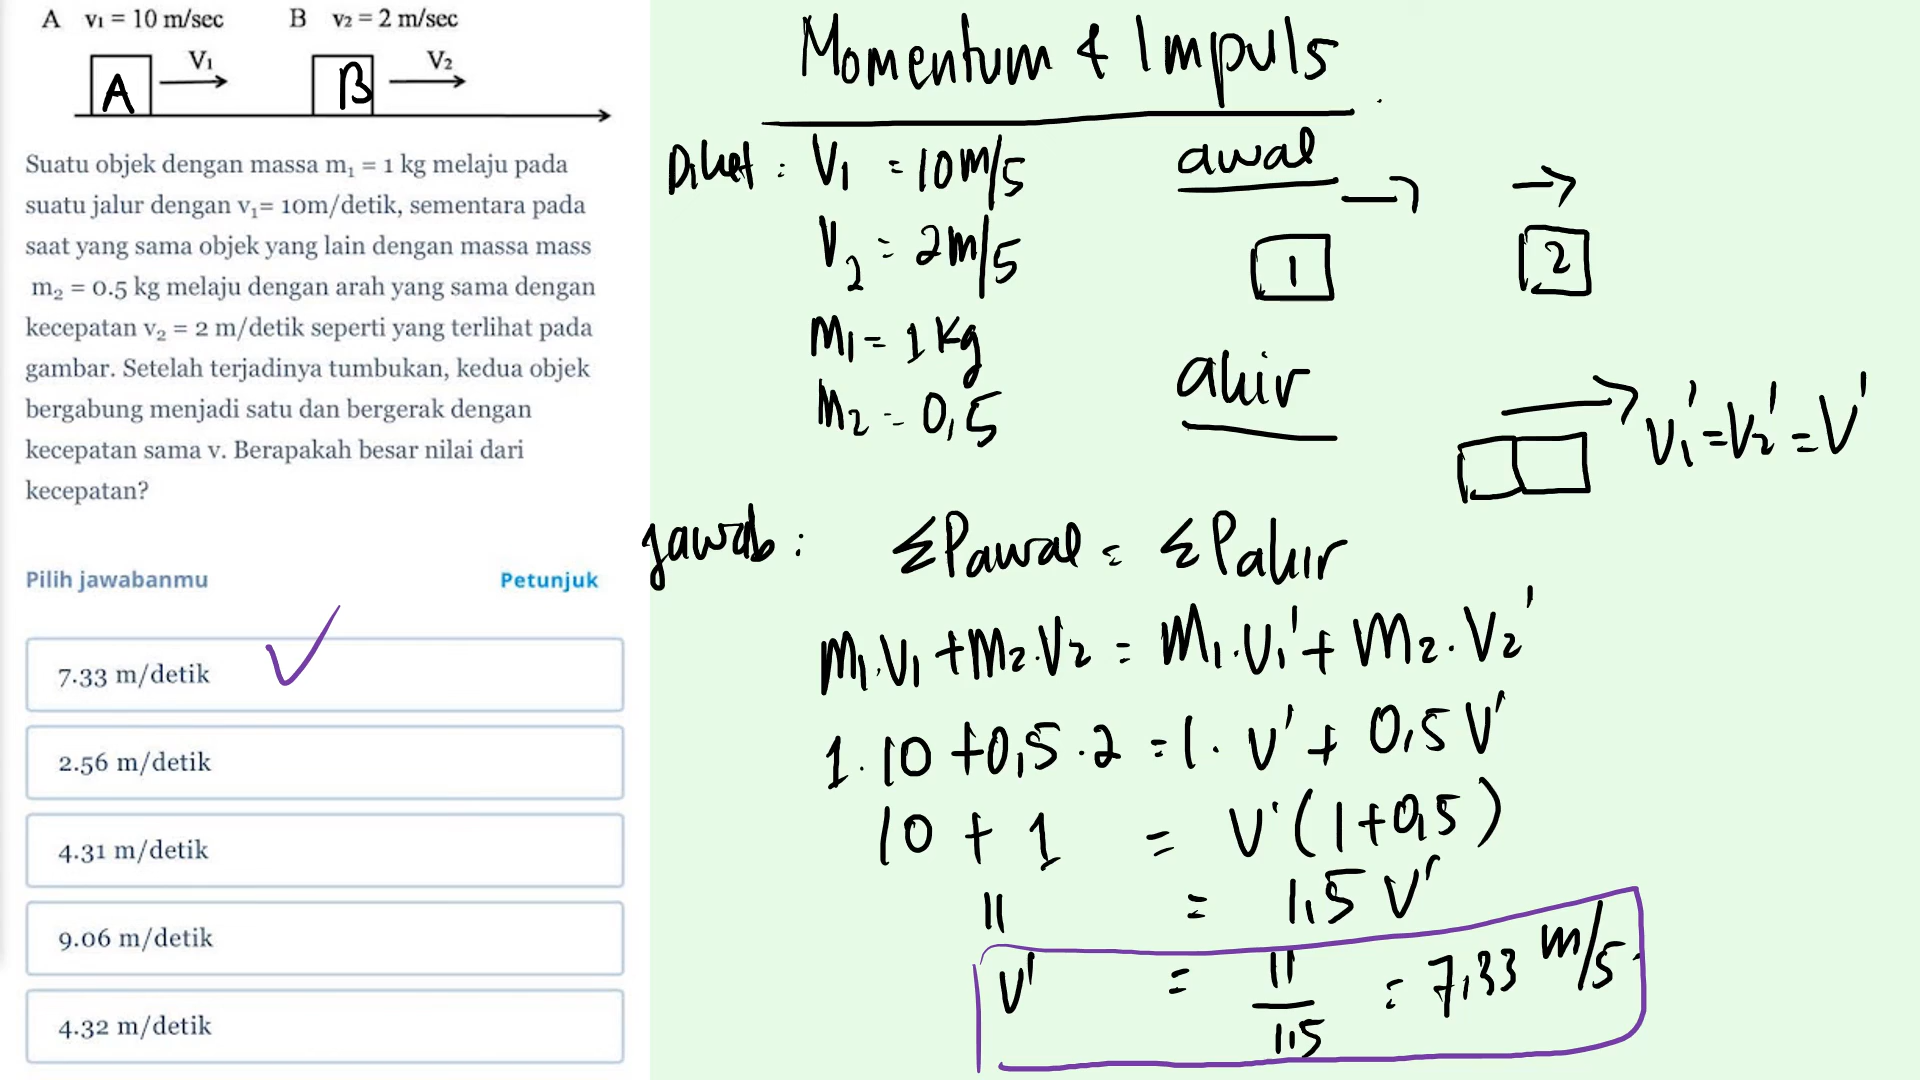 A v₁ = 10 m/sec B v₂ = 2 m/sec
V₁ V₂
A B
Suatu objek dengan massa m₁ = 1 kg melaju pada
suatu jalur dengan v₁= 10m/detik, sementara pada
saat yang sama objek yang lain dengan massa mass
m₂ = 0.5 kg melaju dengan arah yang sama dengan
kecepatan v₂ = 2 m/detik seperti yang terlihat pada
gambar. Setelah terjadinya tumbukan, kedua objek
bergabung menjadi satu dan bergerak dengan
kecepatan sama v. Berapakah besar nilai dari
kecepatan?
Pilih jawabanmu Petunjuk
7.33 m/detik
2.56 m/detik
4.31 m/detik
9.06 m/detik
4.32 m/detik
Momentum & Impuls
Diket : V₁ = 10 m/s
V₂ = 2 m/s
M₁ = 1 Kg
M₂ = 0,5
awal
1 2
akir
V₁' = V₂' = V'
Jawab : ΣPawal = ΣPakir
m₁.V₁ + m₂.V₂ = m₁.V₁' + m₂.V₂'
1.10 + 0,5.2 = 1.V' + 0,5 V'
10 + 1 = V'(1+0,5)
11 = 1,5 V'
V' = 11/1,5 = 7,33 m/s